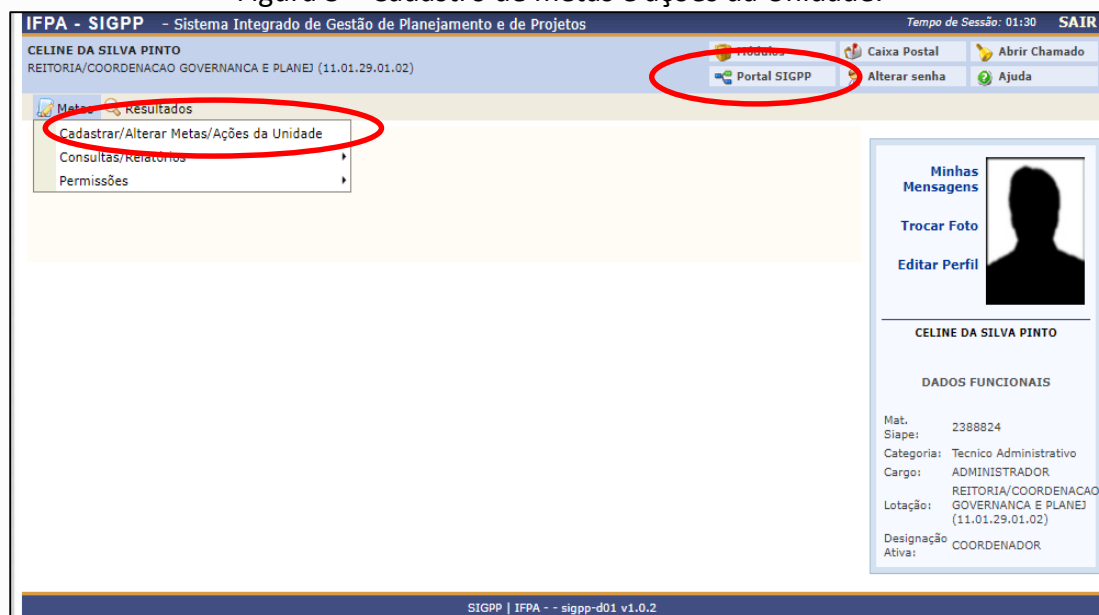 IFPA - SIGPP - Sistema Integrado de Gestão de Planejamento e de Projetos
Tempo de Sessão: 01:30 SAIR
CELINE DA SILVA PINTO
REITORIA/COORDENACAO GOVERNANCA E PLANEJ (11.01.29.01.02)
Módulos
Caixa Postal
Abrir Chamado
Portal SIGPP
Alterar senha
Ajuda
Metas
Resultados
Cadastrar/Alterar Metas/Ações da Unidade
Consultas/Relatórios
Permissões
Minhas
Mensagens
Trocar Foto
Editar Perfil
CELINE DA SILVA PINTO
DADOS FUNCIONAIS
Mat.
Siape: 2388824
Categoria: Tecnico Administrativo
Cargo: ADMINISTRADOR
Lotação: REITORIA/COORDENACAO
GOVERNANCA E PLANEJ
(11.01.29.01.02)
Designação
Ativa: COORDENADOR
SIGPP | IFPA - - sigpp-d01 v1.0.2